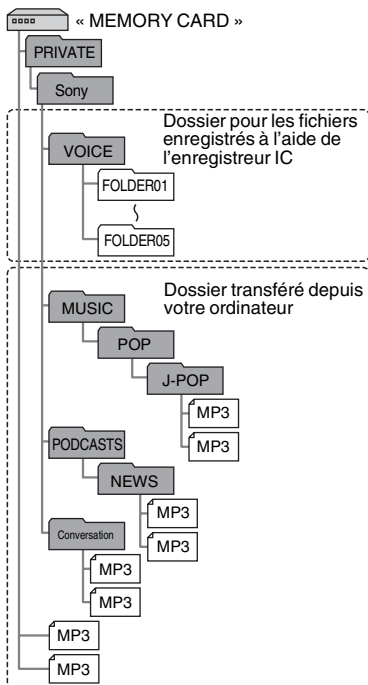 « MEMORY CARD »
PRIVATE
Sony
Dossier pour les fichiers
enregistrés à l'aide de
l'enregistreur IC
VOICE
FOLDER01
FOLDER05
Dossier transféré depuis
votre ordinateur
MUSIC
POP
J-POP
MP3
MP3
PODCASTS
NEWS
MP3
MP3
Conversation
MP3
MP3
MP3
MP3